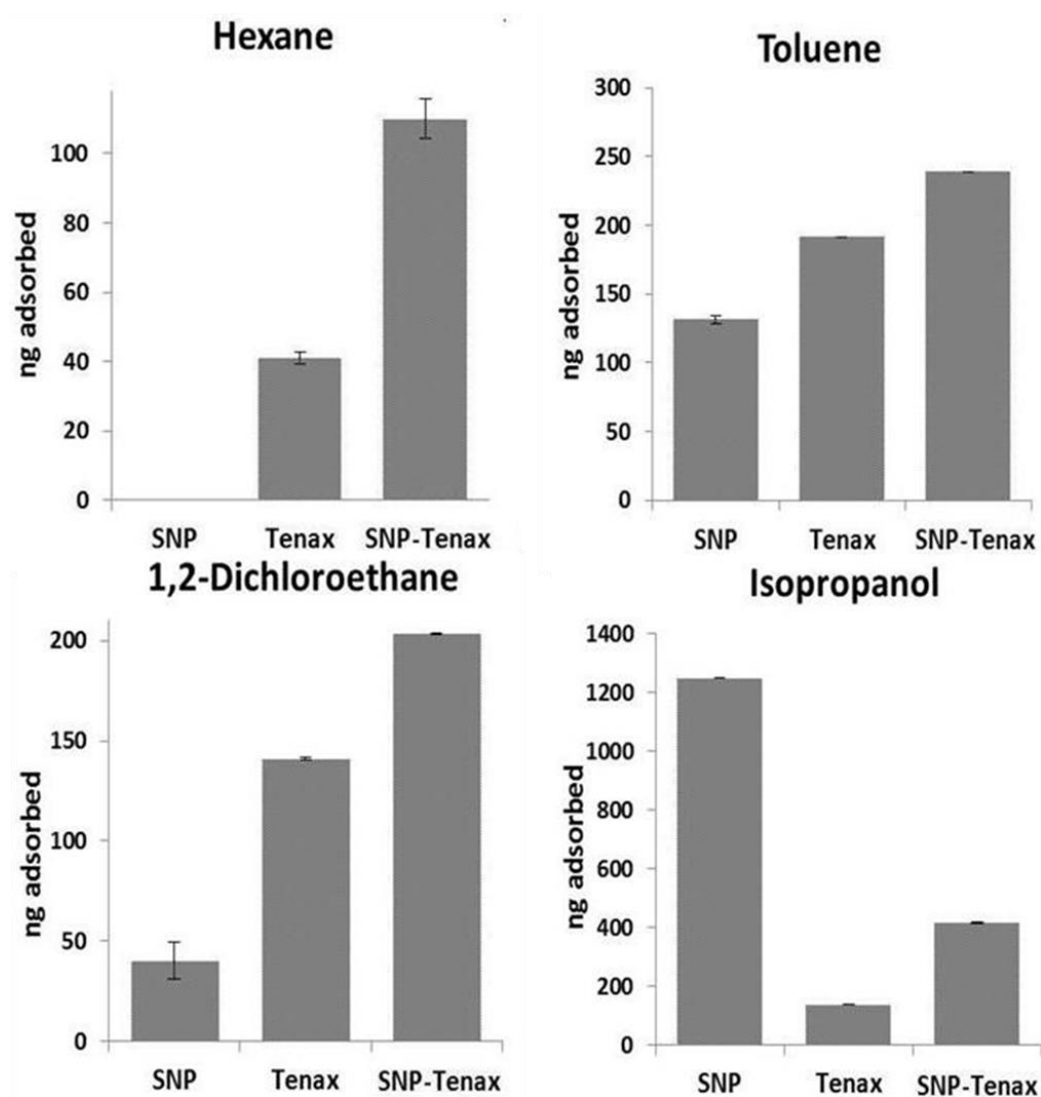 Hexane
ng adsorbed
100
80
60
40
20
0
SNP Tenax SNP-Tenax
Toluene
ng adsorbed
300
250
200
150
100
50
0
SNP Tenax SNP-Tenax
1,2-Dichloroethane
ng adsorbed
200
150
100
50
0
SNP Tenax SNP-Tenax
Isopropanol
ng adsorbed
1400
1200
1000
800
600
400
200
0
SNP Tenax SNP-Tenax